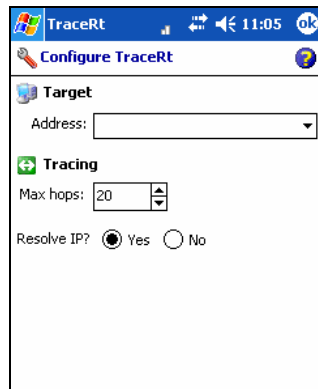 TraceRt 11:05 ok
Configure TraceRt ?
Target
Address:
Tracing
Max hops: 20
Resolve IP? Yes No